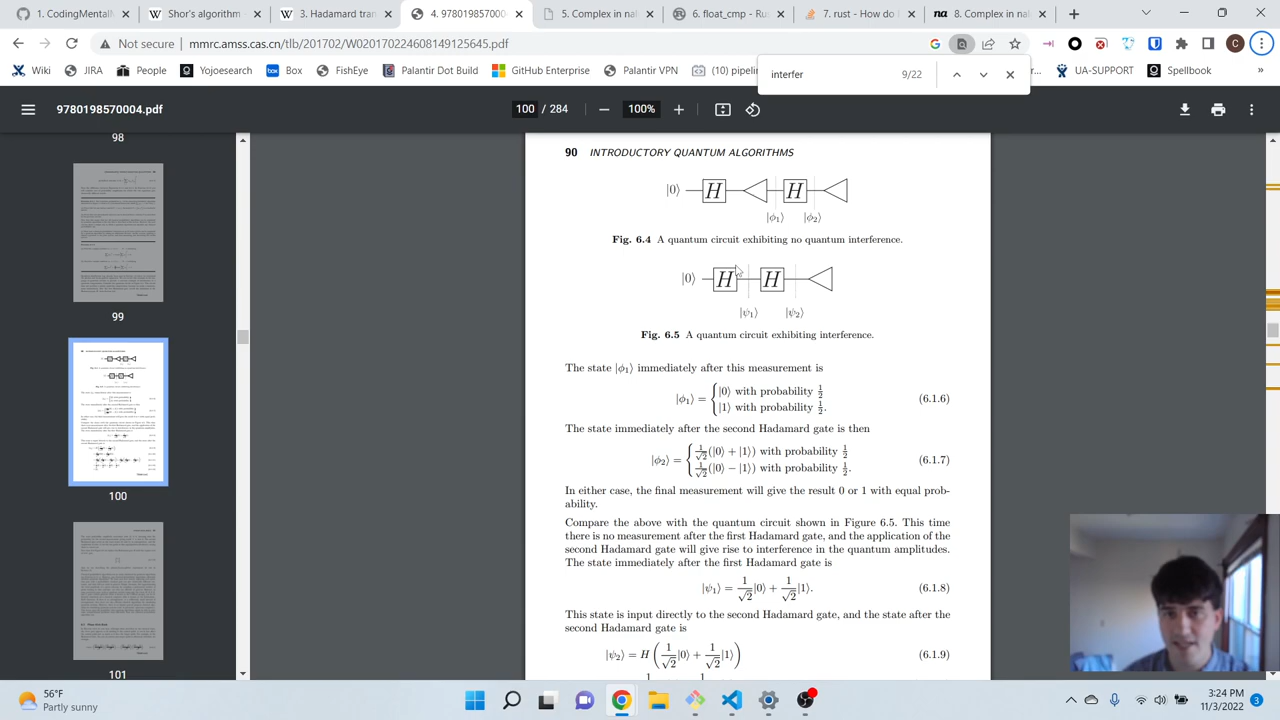 1. CodingMental
Shor's algorithm -
3. Hadamard tran
4. 9780198570004
5. Complex in nal
6. float_cmp - Rus
7. rust - How do I
8. Complex in nal
Not secure
mmrc.amss.cas.cn/tlb/201702/W020170224608149125645.pdf
Wiki
JIRA
People
Yojoesearch
Box
FishEye
Palantir Dot Build
GitHub Enterprise
Palantir VPN
(10) pipelin
UA-SUPPORT
Spellbook
interfer
9/22
9780198570004.pdf
100 / 284
100%
98
99
100
101
90 INTRODUCTORY QUANTUM ALGORITHMS
|0⟩ H H
|ϕ₁⟩ |ϕ₂⟩
Fig. 6.4 A quantum circuit exhibiting no quantum interference.
|0⟩ H H
|ψ₁⟩ |ψ₂⟩
Fig. 6.5 A quantum circuit exhibiting interference.
The state |ϕ₁⟩ immediately after this measurement is
|ϕ₁⟩ = { |0⟩ with probability 1/2
|1⟩ with probability 1/2. (6.1.6)
The state immediately after the second Hadamard gate is then
|ϕ₂⟩ = { 1/√2(|0⟩ + |1⟩) with probability 1/2
1/√2(|0⟩ − |1⟩) with probability 1/2. (6.1.7)
In either case, the final measurement will give the result 0 or 1 with equal prob-
ability.
Compare the above with the quantum circuit shown in Figure 6.5. This time
there is no measurement after the first Hadamard gate, and the application of the
second Hadamard gate will give rise to interference in the quantum amplitudes.
The state immediately after the first Hadamard gate is
|ψ₁⟩ = 1/√2|0⟩ + 1/√2|1⟩. (6.1.8)
This state is input directly to the second Hadamard gate, and the state after the
second Hadamard gate is
|ψ₂⟩ = H (1/√2|0⟩ + 1/√2|1⟩) (6.1.9)
56°F
Partly sunny
3:24 PM
11/3/2022
3